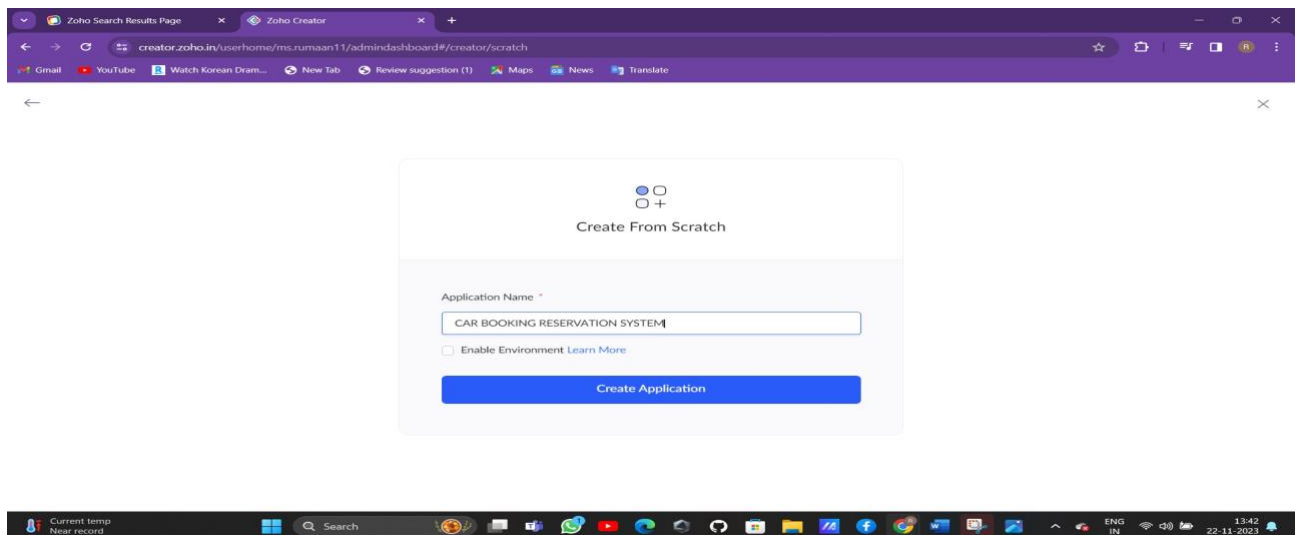 Zoho Search Results Page
Zoho Creator
creator.zoho.in/userhome/ms.rumaan11/admindashboard#/creator/scratch
R
Gmail
YouTube
R Watch Korean Dram...
New Tab
Review suggestion (1)
Maps
News
Translate
Create From Scratch
Application Name *
CAR BOOKING RESERVATION SYSTEM
Enable Environment Learn More
Create Application
Current temp
Near record
Search
ENG
IN
13:42
22-11-2023